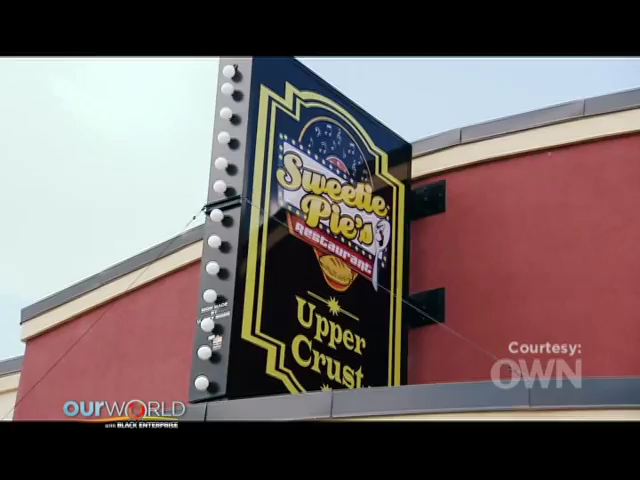 Sweetie
Pie's
Restaurant
Upper
Crust
Courtesy:
OWN
OURWORLD
WITH BLACK ENTERPRISE